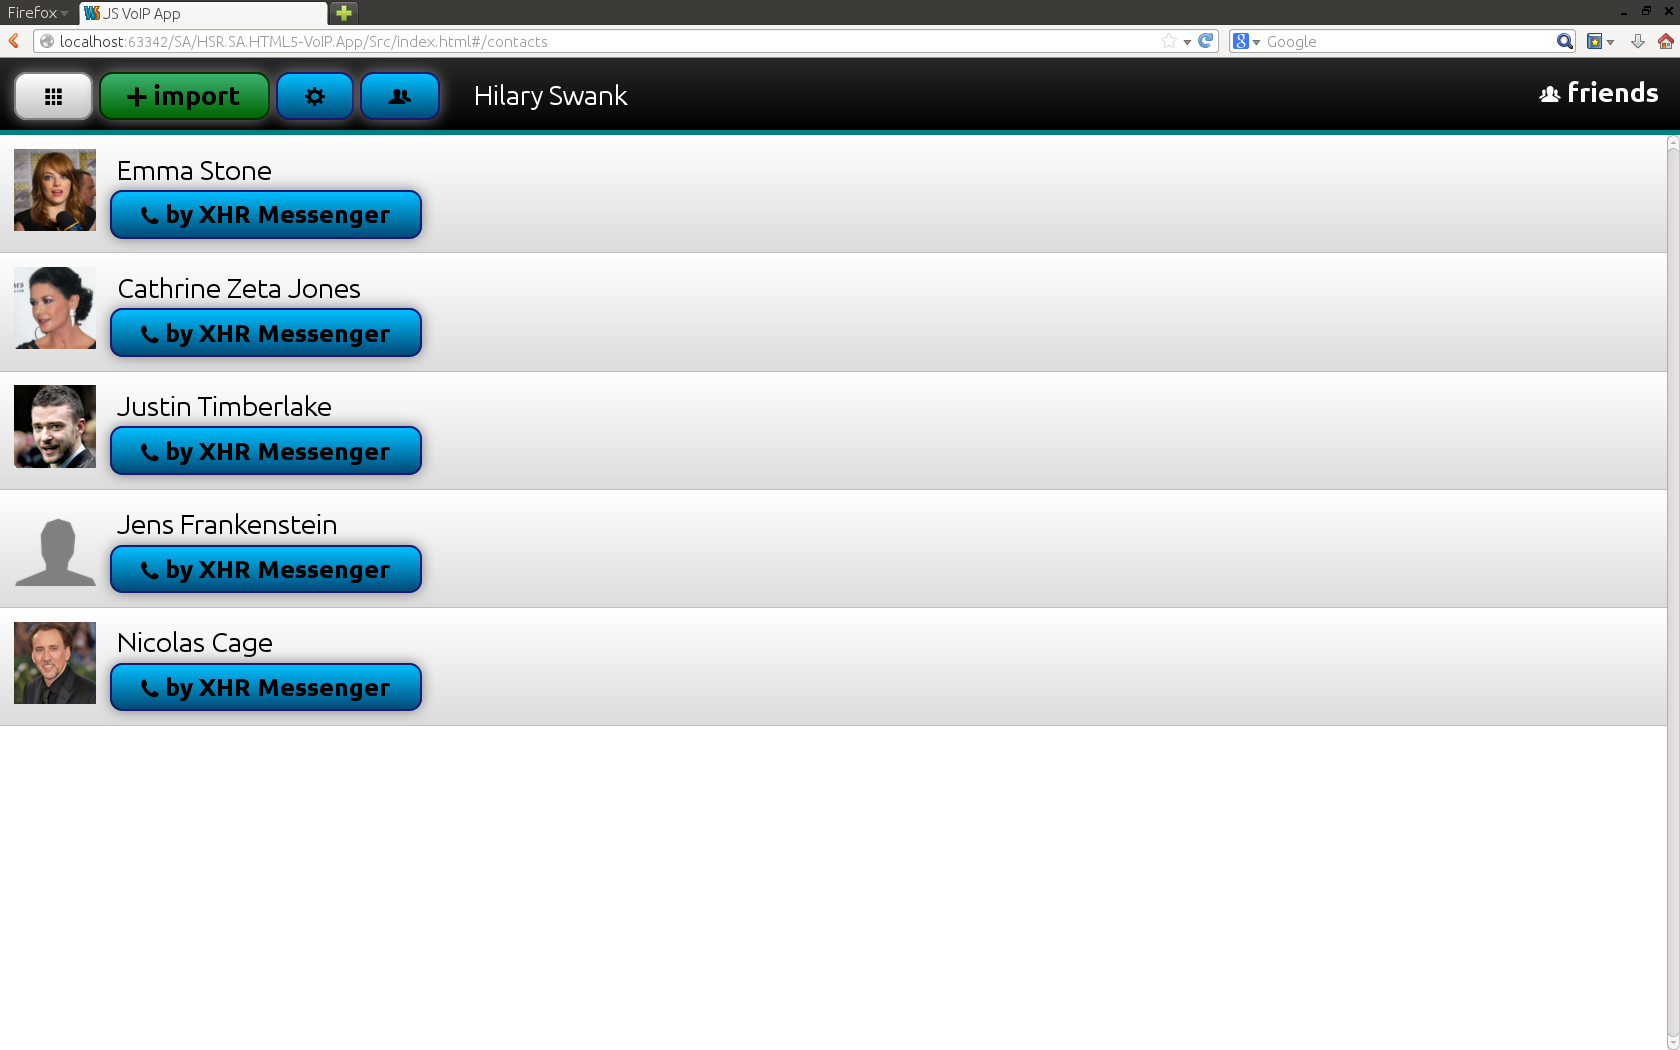 Firefox
JS VoIP App
localhost:63342/SA/HSR.SA.HTML5-VoIP.App/Src/index.html#/contacts
Google
import
Hilary Swank
friends
Emma Stone
by XHR Messenger
Cathrine Zeta Jones
by XHR Messenger
Justin Timberlake
by XHR Messenger
Jens Frankenstein
by XHR Messenger
Nicolas Cage
by XHR Messenger